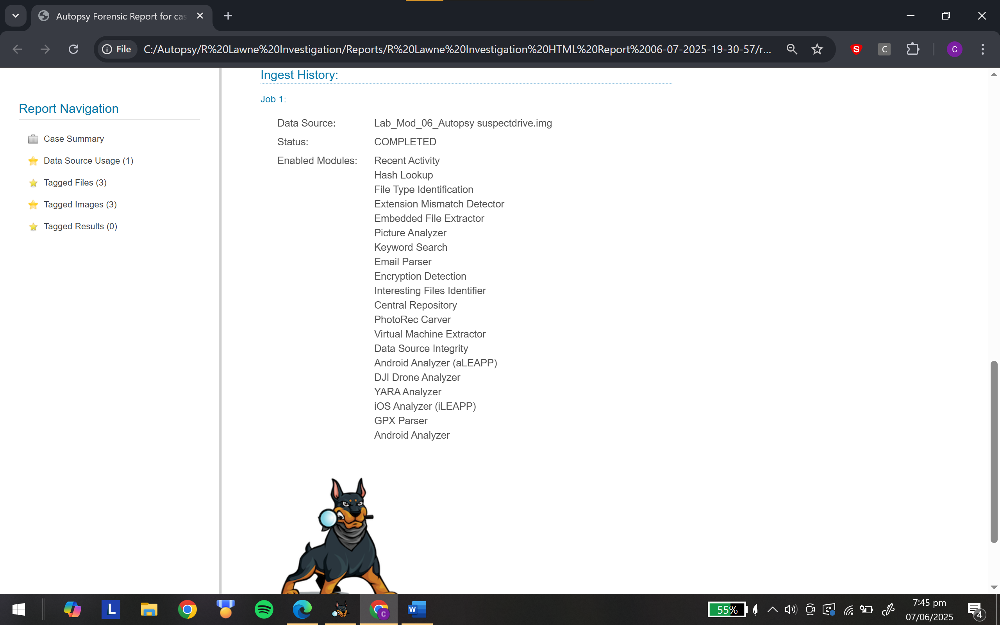 Autopsy Forensic Report for cas
File
C:/Autopsy/R%20Lawne%20Investigation/Reports/R%20Lawne%20Investigation%20HTML%20Report%2006-07-2025-19-30-57/r...
S
C
C
Report Navigation
Case Summary
Data Source Usage (1)
Tagged Files (3)
Tagged Images (3)
Tagged Results (0)
Ingest History:
Job 1:
Data Source: Lab_Mod_06_Autopsy suspectdrive.img
Status: COMPLETED
Enabled Modules: Recent Activity
Hash Lookup
File Type Identification
Extension Mismatch Detector
Embedded File Extractor
Picture Analyzer
Keyword Search
Email Parser
Encryption Detection
Interesting Files Identifier
Central Repository
PhotoRec Carver
Virtual Machine Extractor
Data Source Integrity
Android Analyzer (aLEAPP)
DJI Drone Analyzer
YARA Analyzer
iOS Analyzer (iLEAPP)
GPX Parser
Android Analyzer
L
C
W
55%
7:45 pm
07/06/2025
4